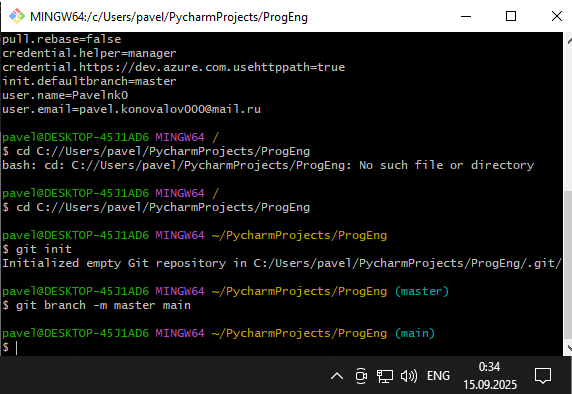 MINGW64:/c/Users/pavel/PycharmProjects/ProgEng
pull.rebase=false
credential.helper=manager
credential.https://dev.azure.com.usehttppath=true
init.defaultbranch=master
user.name=Pavelnk0
user.email=pavel.konovalov000@mail.ru
pavel@DESKTOP-45J1AD6 MINGW64 /
$ cd C://Users/pavel/PycharmProjects/ProgEng
bash: cd: C://Users/pavel/PycharmProjects/ProgEng: No such file or directory
pavel@DESKTOP-45J1AD6 MINGW64 /
$ cd C://Users/pavel/PycharmProjects/ProgEng
pavel@DESKTOP-45J1AD6 MINGW64 ~/PycharmProjects/ProgEng
$ git init
Initialized empty Git repository in C:/Users/pavel/PycharmProjects/ProgEng/.git/
pavel@DESKTOP-45J1AD6 MINGW64 ~/PycharmProjects/ProgEng (master)
$ git branch -m master main
pavel@DESKTOP-45J1AD6 MINGW64 ~/PycharmProjects/ProgEng (main)
$
ENG
0:34
15.09.2025